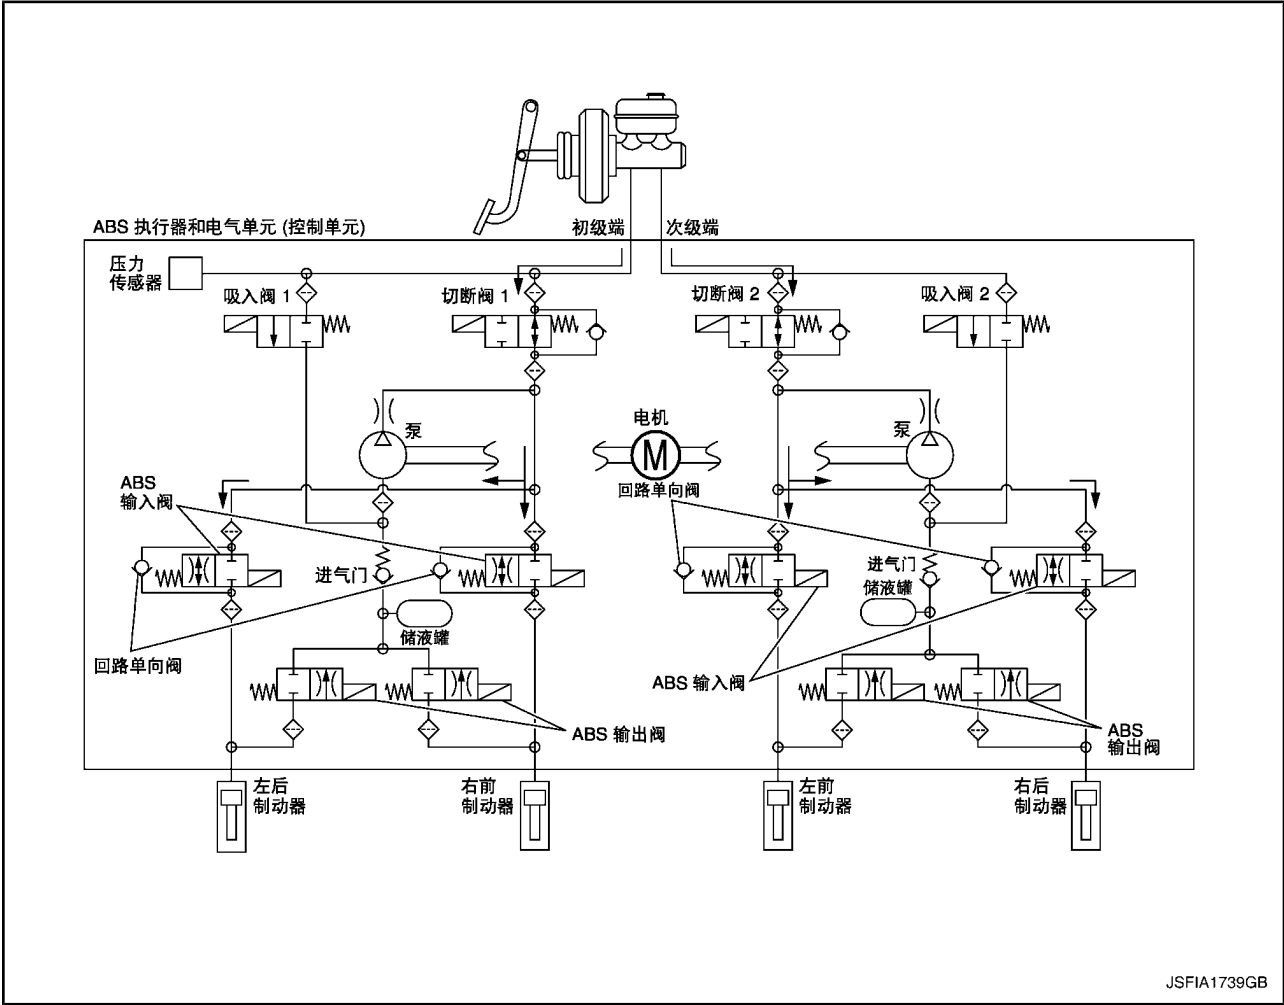 ABS 执行器和电气单元 (控制单元)
初级端
次级端
压力
传感器
吸入阀 1
切断阀 1
切断阀 2
吸入阀 2
泵
电机
M
泵
回路单向阀
ABS
输入阀
进气门
进气门
储液罐
储液罐
回路单向阀
ABS 输入阀
ABS 输出阀
ABS
输出阀
左后
制动器
右前
制动器
左前
制动器
右后
制动器
JSFIA1739GB